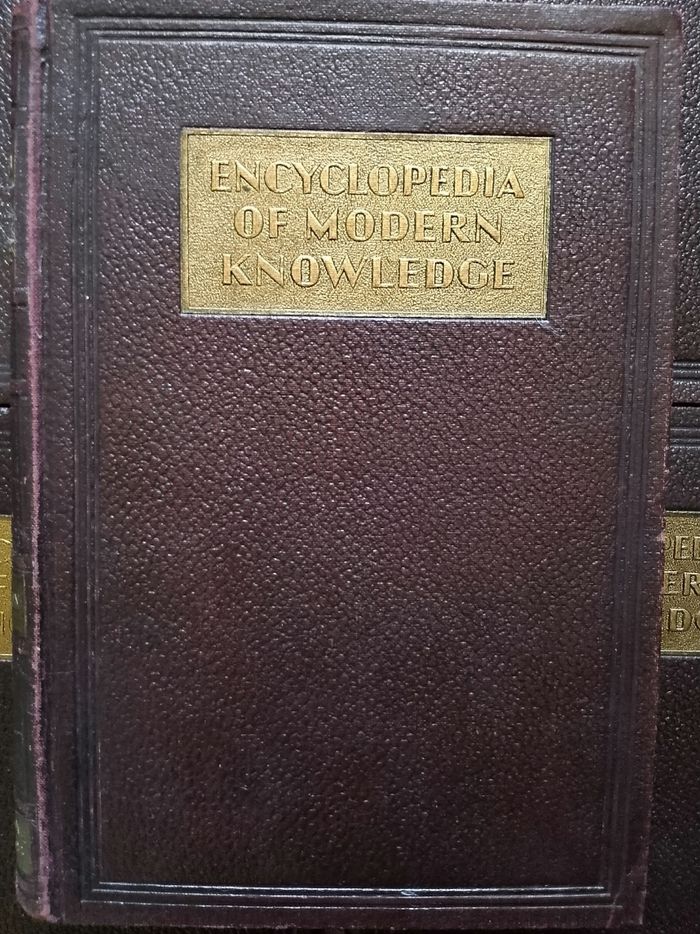 ENCYCLOPEDIA
OF MODERN
KNOWLEDGE